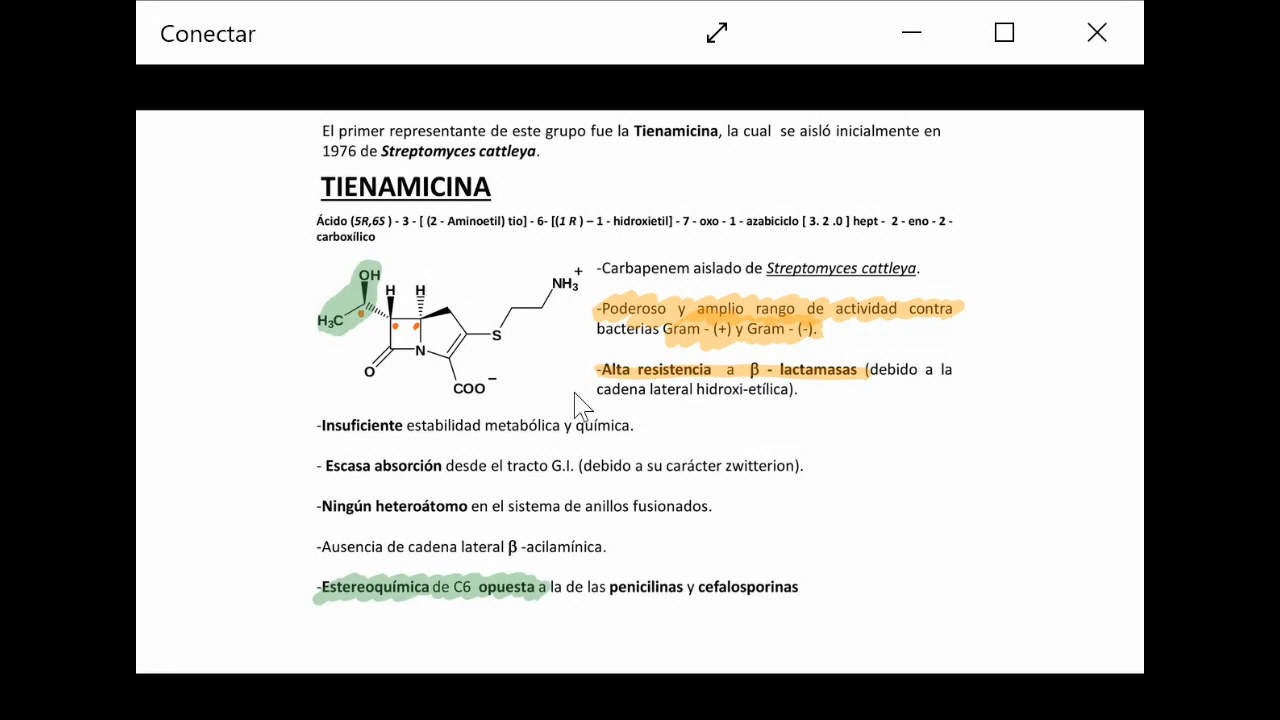 Conectar
El primer representante de este grupo fue la Tienamicina, la cual se aisló inicialmente en
1976 de Streptomyces cattleya.
TIENAMICINA
Ácido (5R,6S ) - 3 - [ (2 - Aminoetil) tio] - 6- [(1 R ) – 1 - hidroxietil] - 7 - oxo - 1 - azabiciclo [ 3. 2 .0 ] hept - 2 - eno - 2 -
carboxílico
OH
H
H
H₃C
NH₃ +
S
N
O
COO −
-Carbapenem aislado de Streptomyces cattleya.
-Poderoso y amplio rango de actividad contra
bacterias Gram - (+) y Gram - (-).
-Alta resistencia a β - lactamasas (debido a la
cadena lateral hidroxi-etílica).
-Insuficiente estabilidad metabólica y química.
- Escasa absorción desde el tracto G.I. (debido a su carácter zwitterion).
-Ningún heteroátomo en el sistema de anillos fusionados.
-Ausencia de cadena lateral β -acilamínica.
-Estereoquímica de C6 opuesta a la de las penicilinas y cefalosporinas